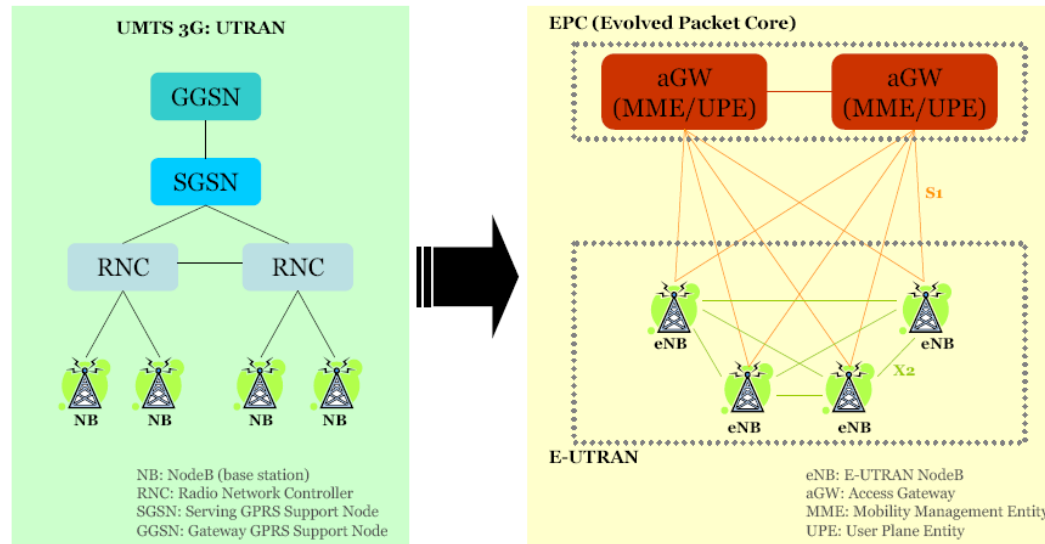 UMTS 3G: UTRAN
GGSN
SGSN
RNC
RNC
NB
NB
NB
NB
NB: NodeB (base station)
RNC: Radio Network Controller
SGSN: Serving GPRS Support Node
GGSN: Gateway GPRS Support Node
EPC (Evolved Packet Core)
aGW
(MME/UPE)
aGW
(MME/UPE)
S1
eNB
eNB
X2
eNB
eNB
E-UTRAN
eNB: E-UTRAN NodeB
aGW: Access Gateway
MME: Mobility Management Entity
UPE: User Plane Entity